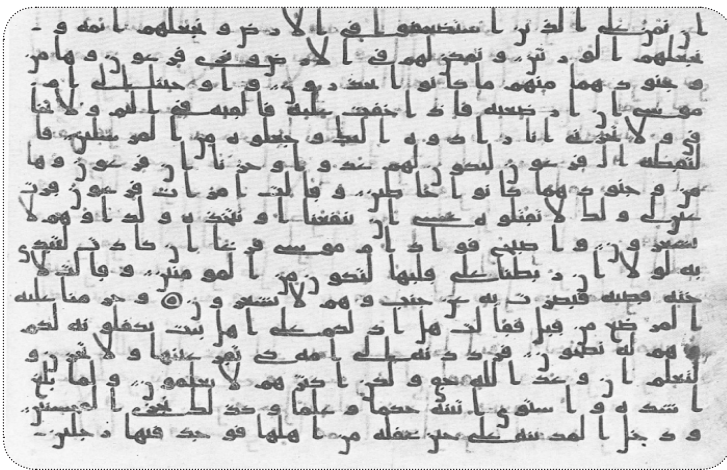 ان نمن على الذين استضعفوا في الارض ونجعلهم ائمه و
نجعلهم الورثين ونمكن لهم في الارض ونرى فرعون وهامن
وجنودهما منهم ما كانوا يحذرون واوحينا الى ام
موسى ان ارضعيه فاذا خفت عليه فالقيه في اليم ولا تخا
في ولا تحزني انا رادوه اليك وجعلوه من المرسلين فا
لتقطه ال فرعون ليكون لهم عدوا وحزنا ان فرعون وها
من وجنودهما كانوا خاطين وقالت امرات فرعون قرت
عين لي ولك لا تقتلوه عسى ان ينفعنا او نتخذه ولدا وهم لا
يشعرون واصبح فواد ام موسى فرغا ان كادت لتبدي
به لولا ان ربطنا على قلبها لتكون من المومنين وقالت لا
خته قصيه فبصرت به عن جنب وهم لا يشعرون وحرمنا عليه
المرضع من قبل فقالت هل ادلكم على اهل بيت يكفلونه لكم
وهم له نصحون فرددنه الى امه كي تقر عينها ولا تحزن و
لتعلم ان وعد الله حق ولكن اكثرهم لا يعلمون ولما بلغ
اشده واستوى اتينه حكما وعلما وكذلك نجزي المحسنين
ودخل المدينه على حين غفله من اهلها فوجد فيها رجلين